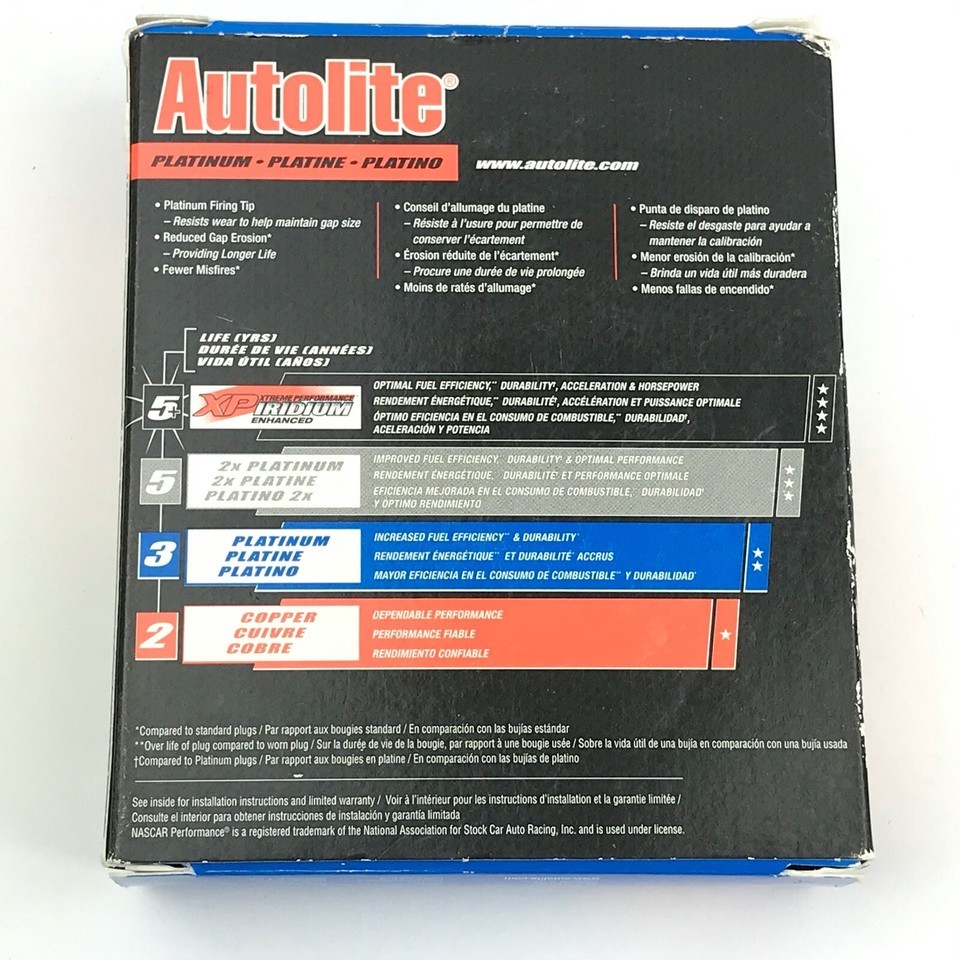 Autolite®
PLATINUM - PLATINE - PLATINO
www.autolite.com
• Platinum Firing Tip
– Resists wear to help maintain gap size
• Reduced Gap Erosion*
– Providing Longer Life
• Fewer Misfires*
• Conseil d'allumage du platine
– Résiste à l'usure pour permettre de
conserver l'écartement
• Érosion réduite de l'écartement*
– Procure une durée de vie prolongée
• Moins de ratés d'allumage*
• Punta de disparo de platino
– Resiste el desgaste para ayudar a
mantener la calibración
• Menor erosión de la calibración*
– Brinda un vida útil más duradera
• Menos fallas de encendido*
LIFE (YRS)
DURÉE DE VIE (ANNÉES)
VIDA ÚTIL (AÑOS)
5+
XP XTREME PERFORMANCE
IRIDIUM
ENHANCED
OPTIMAL FUEL EFFICIENCY,** DURABILITY†, ACCELERATION & HORSEPOWER
RENDEMENT ÉNERGÉTIQUE,** DURABILITÉ†, ACCÉLÉRATION ET PUISSANCE OPTIMALE
ÓPTIMO EFICIENCIA EN EL CONSUMO DE COMBUSTIBLE,** DURABILIDAD†,
ACELERACIÓN Y POTENCIA
5
2x PLATINUM
2x PLATINE
PLATINO 2x
IMPROVED FUEL EFFICIENCY,** DURABILITY† & OPTIMAL PERFORMANCE
RENDEMENT ÉNERGÉTIQUE,** DURABILITÉ† ET PERFORMANCE OPTIMALE
EFICIENCIA MEJORADA EN EL CONSUMO DE COMBUSTIBLE,** DURABILIDAD†
Y OPTIMO RENDIMIENTO
3
PLATINUM
PLATINE
PLATINO
INCREASED FUEL EFFICIENCY** & DURABILITY*
RENDEMENT ÉNERGÉTIQUE** ET DURABILITÉ* ACCRUS
MAYOR EFICIENCIA EN EL CONSUMO DE COMBUSTIBLE** Y DURABILIDAD*
2
COPPER
CUIVRE
COBRE
DEPENDABLE PERFORMANCE
PERFORMANCE FIABLE
RENDIMIENTO CONFIABLE
*Compared to standard plugs / Par rapport aux bougies standard / En comparación con las bujías estándar
**Over life of plug compared to worn plug / Sur la durée de vie de la bougie, par rapport à une bougie usée / Sobre la vida útil de una bujía en comparación con una bujía usada
†Compared to Platinum plugs / Par rapport aux bougies en platine / En comparación con las bujías de platino
See inside for installation instructions and limited warranty / Voir à l'intérieur pour les instructions d'installation et la garantie limitée /
Consulte el interior para obtener instrucciones de instalación y garantía limitada
NASCAR Performance® is a registered trademark of the National Association for Stock Car Auto Racing, Inc. and is used under license.